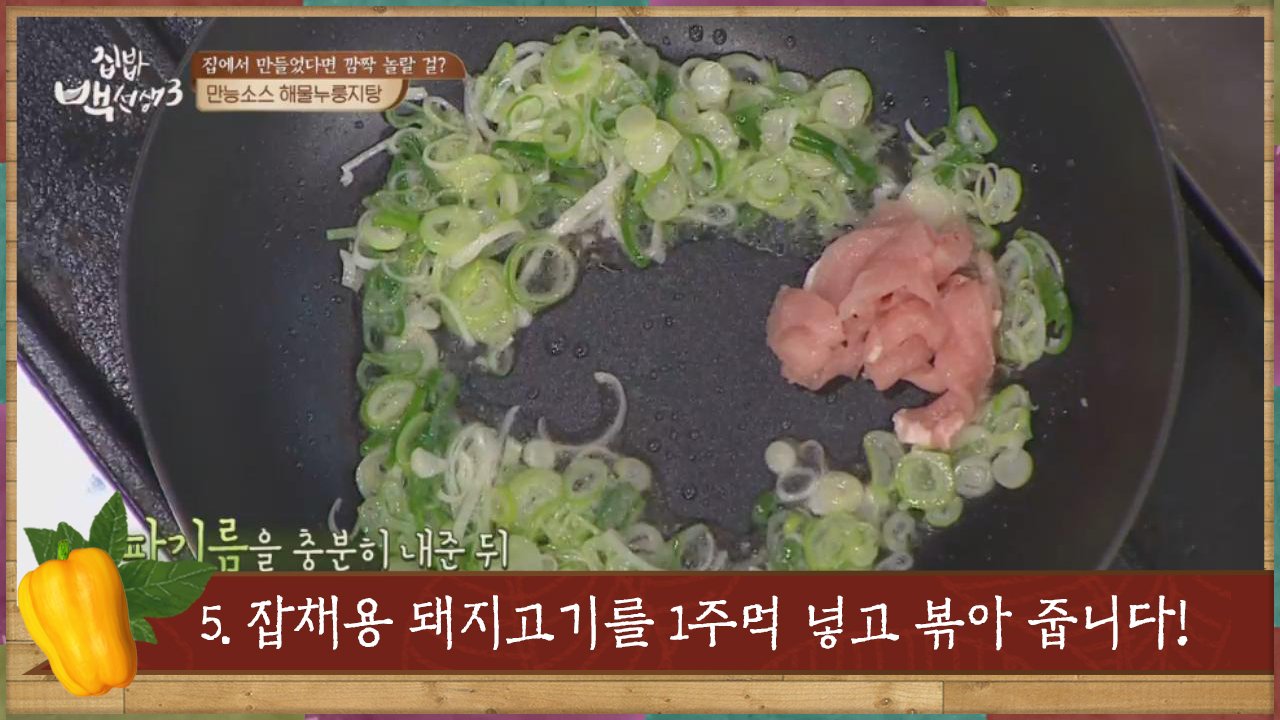 집밥
백선생3
집에서 만들었다면 깜짝 놀랄 걸?
만능소스 해물누룽지탕
파기름을 충분히 내준 뒤
5. 잡채용 돼지고기를 1주먹 넣고 볶아 줍니다!